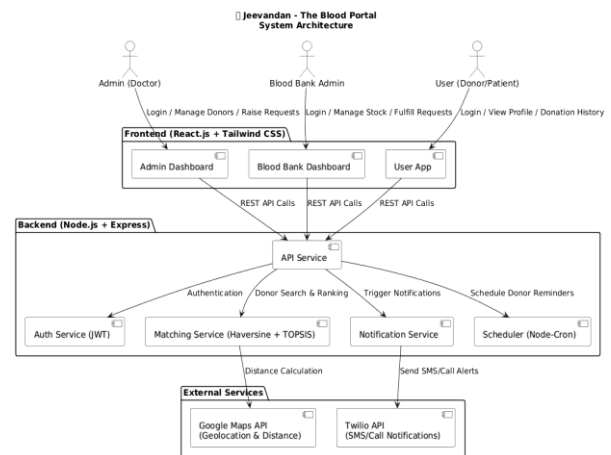 Jeevandan - The Blood Portal
System Architecture
Admin (Doctor)
Blood Bank Admin
User (Donor/Patient)
Login / Manage Donors / Raise Requests
Login / Manage Stock / Fulfill Requests
Login / View Profile / Donation History
Frontend (React.js + Tailwind CSS)
Admin Dashboard
Blood Bank Dashboard
User App
REST API Calls
REST API Calls
REST API Calls
Backend (Node.js + Express)
API Service
Authentication
Donor Search & Ranking
Trigger Notifications
Schedule Donor Reminders
Auth Service (JWT)
Matching Service (Haversine + TOPSIS)
Notification Service
Scheduler (Node-Cron)
Distance Calculation
Send SMS/Call Alerts
External Services
Google Maps API
(Geolocation & Distance)
Twilio API
(SMS/Call Notifications)